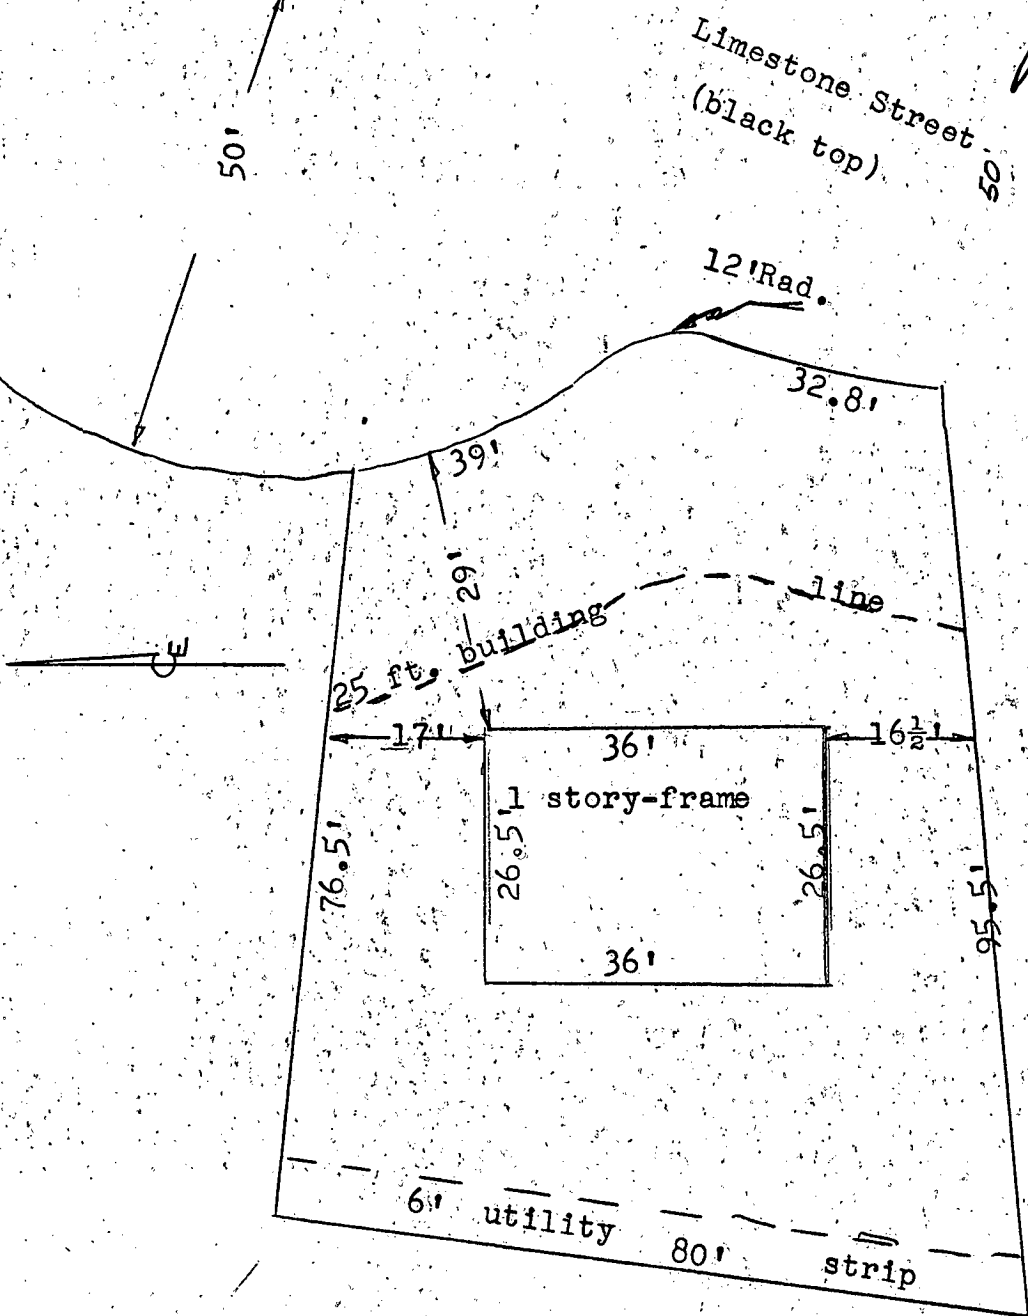 Limestone Street
(black top)
50'
50'
12'Rad.
32.8'
39'
29'
25 ft. building line
17'
36'
16½'
1 story-frame
26.5'
26.5'
76.5'
95.5'
36'
6' utility strip
80'